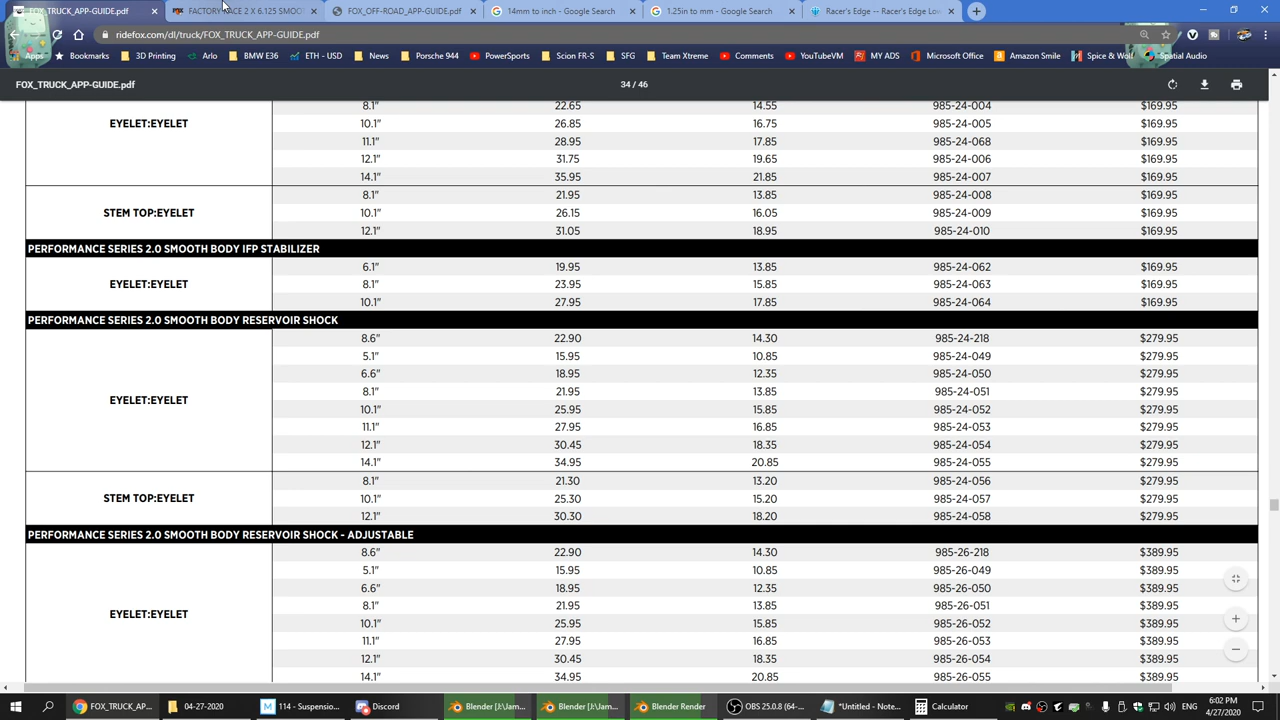 FOX_TRUCK_APP-GUIDE.pdf
FACTORY RACE 2 X 6.125 SMOO
FOX_OFF-ROAD_APP-GUIDE.pdf
14mm to inch - Google Search
1.25in to mm - Google Search
Racer's Edge -- Racer's Edge Low
ridefox.com/dl/truck/FOX_TRUCK_APP-GUIDE.pdf
Apps Bookmarks 3D Printing Arlo BMW E36 ETH - USD News Porsche 944 PowerSports Scion FR-S SFG Team Xtreme Comments YouTubeVM MY ADS Microsoft Office Amazon Smile Spice & Wolf Spatial Audio
FOX_TRUCK_APP-GUIDE.pdf 34 / 46
8.1" 22.65 14.55 985-24-004 $169.95
EYELET:EYELET 10.1" 26.85 16.75 985-24-005 $169.95
11.1" 28.95 17.85 985-24-068 $169.95
12.1" 31.75 19.65 985-24-006 $169.95
14.1" 35.95 21.85 985-24-007 $169.95
8.1" 21.95 13.85 985-24-008 $169.95
STEM TOP:EYELET 10.1" 26.15 16.05 985-24-009 $169.95
12.1" 31.05 18.95 985-24-010 $169.95
PERFORMANCE SERIES 2.0 SMOOTH BODY IFP STABILIZER
6.1" 19.95 13.85 985-24-062 $169.95
EYELET:EYELET 8.1" 23.95 15.85 985-24-063 $169.95
10.1" 27.95 17.85 985-24-064 $169.95
PERFORMANCE SERIES 2.0 SMOOTH BODY RESERVOIR SHOCK
8.6" 22.90 14.30 985-24-218 $279.95
5.1" 15.95 10.85 985-24-049 $279.95
6.6" 18.95 12.35 985-24-050 $279.95
EYELET:EYELET 8.1" 21.95 13.85 985-24-051 $279.95
10.1" 25.95 15.85 985-24-052 $279.95
11.1" 27.95 16.85 985-24-053 $279.95
12.1" 30.45 18.35 985-24-054 $279.95
14.1" 34.95 20.85 985-24-055 $279.95
8.1" 21.30 13.20 985-24-056 $279.95
STEM TOP:EYELET 10.1" 25.30 15.20 985-24-057 $279.95
12.1" 30.30 18.20 985-24-058 $279.95
PERFORMANCE SERIES 2.0 SMOOTH BODY RESERVOIR SHOCK - ADJUSTABLE
8.6" 22.90 14.30 985-26-218 $389.95
5.1" 15.95 10.85 985-26-049 $389.95
6.6" 18.95 12.35 985-26-050 $389.95
EYELET:EYELET 8.1" 21.95 13.85 985-26-051 $389.95
10.1" 25.95 15.85 985-26-052 $389.95
11.1" 27.95 16.85 985-26-053 $389.95
12.1" 30.45 18.35 985-26-054 $389.95
14.1" 34.95 20.85 985-26-055 $389.95
FOX_TRUCK_AP... 04-27-2020 114 - Suspensio... Discord Blender [J:\Jam... Blender [J:\Jam... Blender Render OBS 25.0.8 (64-... *Untitled - Note... Calculator
6:02 PM
4/27/2020